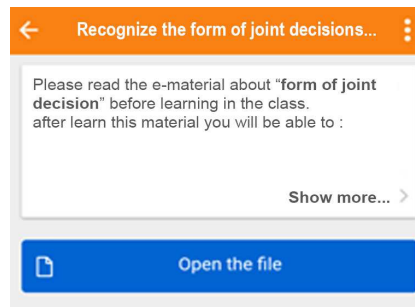 Recognize the form of joint decisions...
Please read the e-material about “form of joint
decision” before learning in the class.
after learn this material you will be able to :
Show more...
Open the file